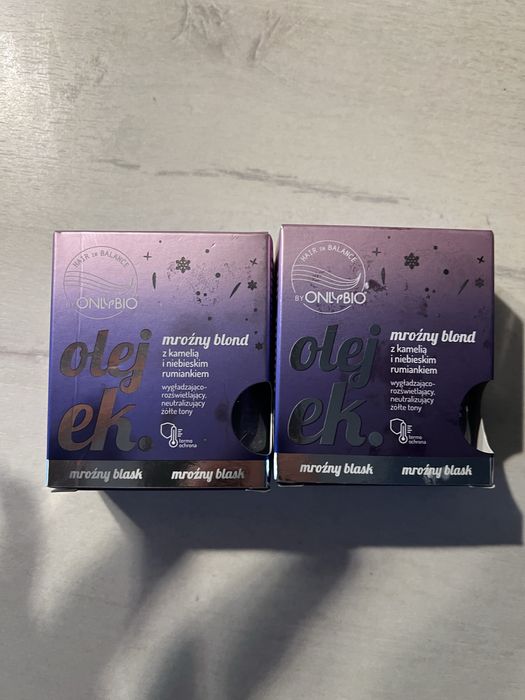 HAIR in BALANCE
ONLYBIO
olej
ek.
mroźny blond
z kamelią
i niebieskim
rumiankiem
wygładzająco-
rozświetlający,
neutralizujący
żółte tony
termo
ochrona
mroźny blask mroźny blask
HAIR in BALANCE
BY ONLYBIO
olej
ek.
mroźny blond
z kamelią
i niebieskim
rumiankiem
wygładzająco-
rozświetlający,
neutralizujący
żółte tony
termo
ochrona
mroźny blask mroźny blask